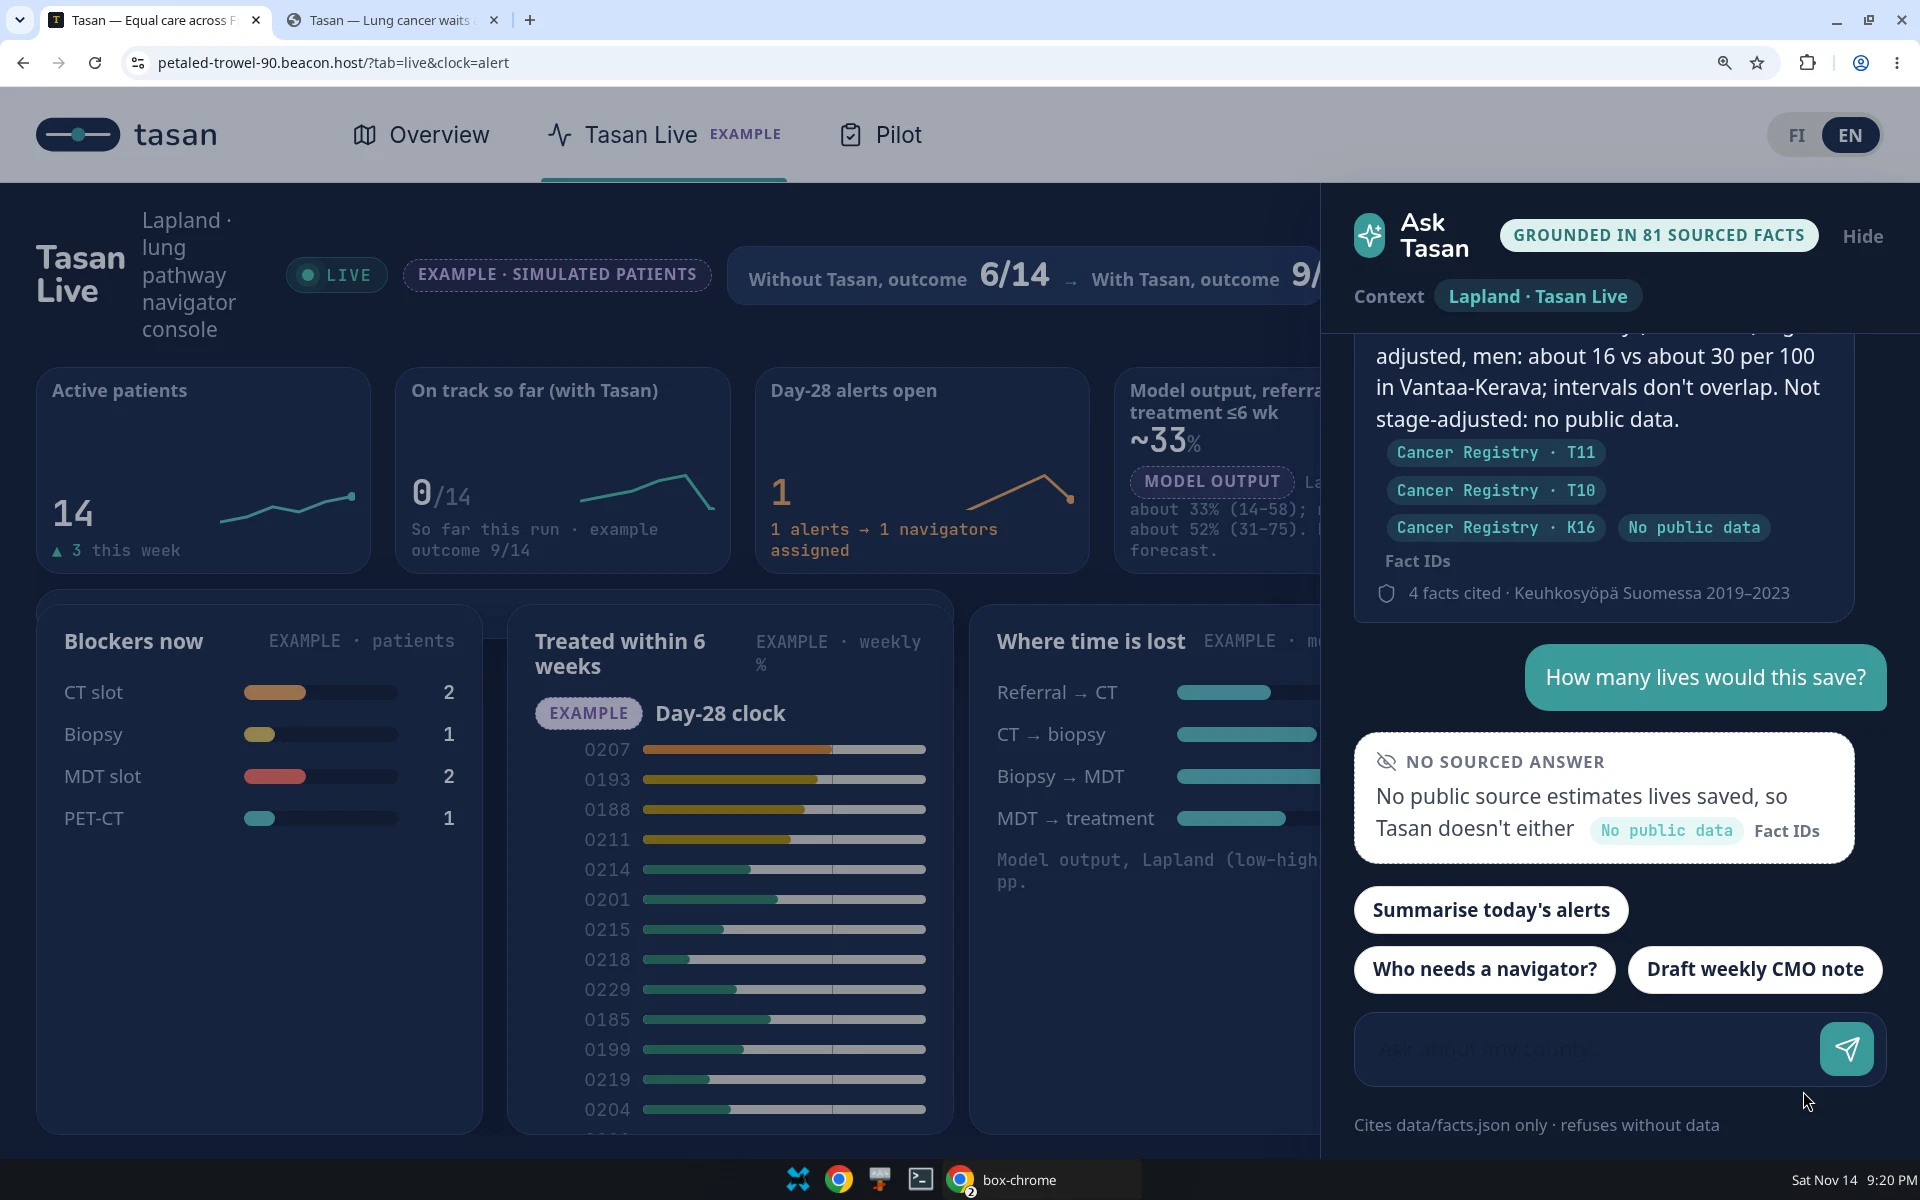 Tasan — Equal care across F
Tasan — Lung cancer waits
petaled-trowel-90.beacon.host/?tab=live&clock=alert
tasan
Overview
Tasan Live EXAMPLE
Pilot
FI EN
Tasan Live
Lapland · lung pathway navigator console
LIVE
EXAMPLE · SIMULATED PATIENTS
Without Tasan, outcome 6/14 → With Tasan, outcome 9/
Active patients
14
▲ 3 this week
On track so far (with Tasan)
0/14
So far this run · example
outcome 9/14
Day-28 alerts open
1
1 alerts → 1 navigators
assigned
Model output, referra
treatment ≤6 wk
~33%
MODEL OUTPUT
about 33% (14–58);
about 52% (31–75).
forecast.
Blockers now EXAMPLE · patients
CT slot 2
Biopsy 1
MDT slot 2
PET-CT 1
Treated within 6
weeks
EXAMPLE · weekly
%
EXAMPLE Day-28 clock
0207
0193
0188
0211
0214
0201
0215
0218
0229
0185
0199
0219
0204
Where time is lost EXAMPLE · m
Referral → CT
CT → biopsy
Biopsy → MDT
MDT → treatment
Model output, Lapland (low–high
pp.
Ask
Tasan
GROUNDED IN 81 SOURCED FACTS
Hide
Context Lapland · Tasan Live
adjusted, men: about 16 vs about 30 per 100
in Vantaa-Kerava; intervals don't overlap. Not
stage-adjusted: no public data.
Cancer Registry · T11
Cancer Registry · T10
Cancer Registry · K16 No public data
Fact IDs
4 facts cited · Keuhkosyöpä Suomessa 2019–2023
How many lives would this save?
NO SOURCED ANSWER
No public source estimates lives saved, so
Tasan doesn't either No public data Fact IDs
Summarise today's alerts
Who needs a navigator? Draft weekly CMO note
Cites data/facts.json only · refuses without data
box-chrome
2
Sat Nov 14 9:20 PM